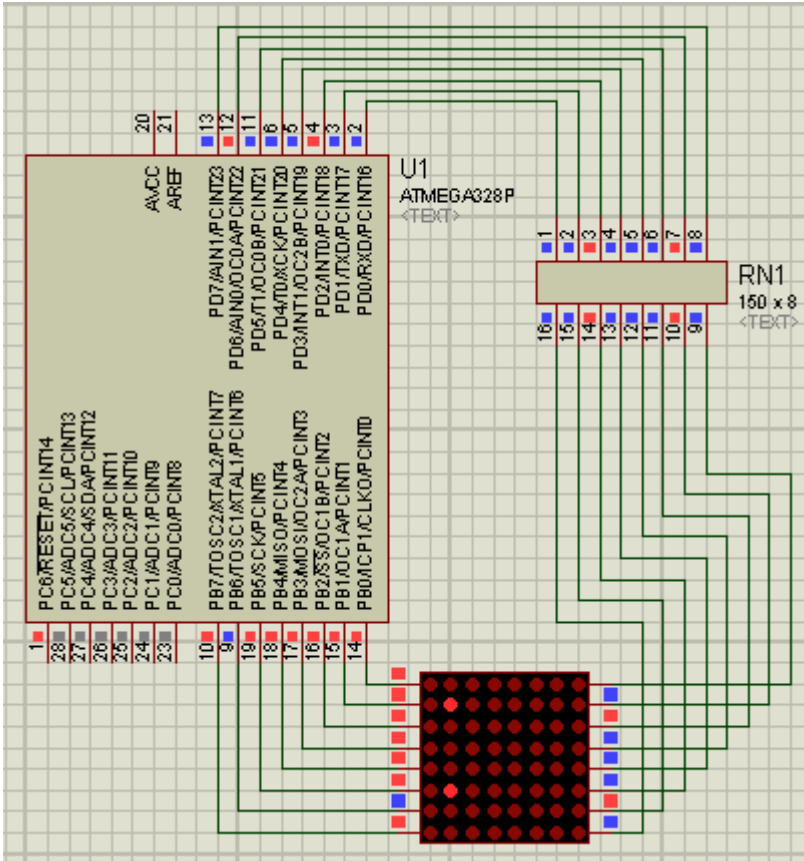 20
21
13
12
11
6
5
4
3
2
AVCC
AREF
PD7/AIN1/PCINT23
PD6/AIN0/OC0A/PCINT22
PD5/T1/OC0B/PCINT21
PD4/T0/XCK/PCINT20
PD3/INT1/OC2B/PCINT19
PD2/INT0/PCINT18
PD1/TXD/PCINT17
PD0/RXD/PCINT16
U1
ATMEGA328P
<TEXT>
1
2
3
4
5
6
7
8
RN1
150 x 8
<TEXT>
16
15
14
13
12
11
10
9
PC6/RESET/PCINT14
PC5/ADC5/SCL/PCINT13
PC4/ADC4/SDA/PCINT12
PC3/ADC3/PCINT11
PC2/ADC2/PCINT10
PC1/ADC1/PCINT9
PC0/ADC0/PCINT8
PB7/TOSC2/XTAL2/PCINT7
PB6/TOSC1/XTAL1/PCINT6
PB5/SCK/PCINT5
PB4/MISO/PCINT4
PB3/MOSI/OC2A/PCINT3
PB2/SS/OC1B/PCINT2
PB1/OC1A/PCINT1
PB0/ICP1/CLKO/PCINT0
1
28
27
26
25
24
23
10
9
19
18
17
16
15
14